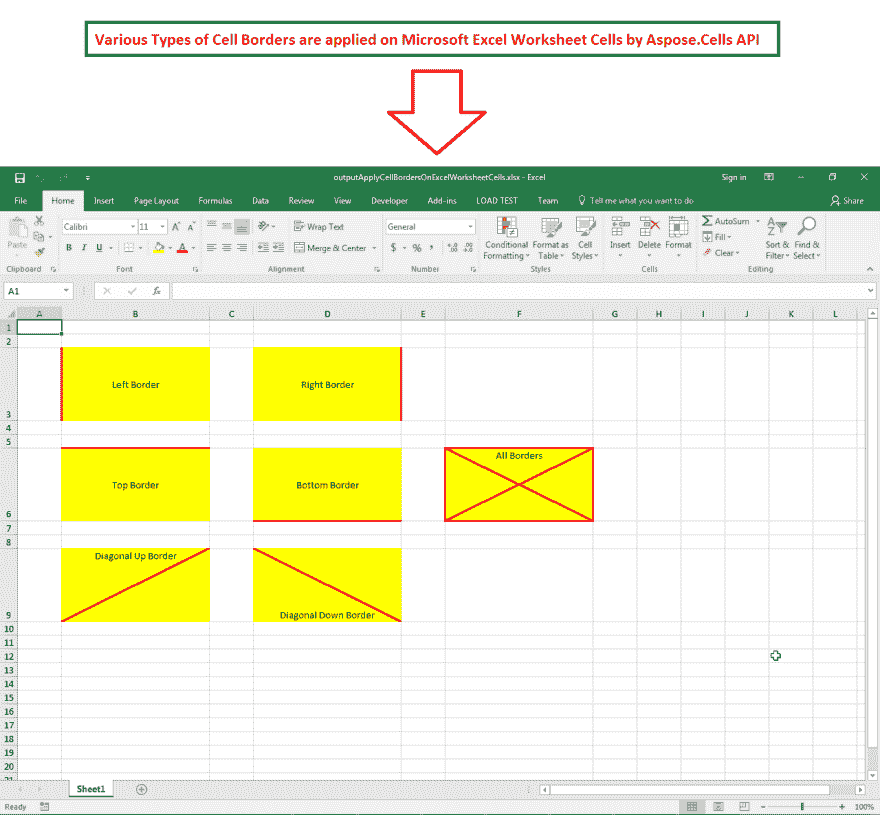 Various Types of Cell Borders are applied on Microsoft Excel Worksheet Cells by Aspose.Cells API
outputApplyCellBordersOnExcelWorksheetCells.xlsx - Excel
Sign in
File Home Insert Page Layout Formulas Data Review View Developer Add-ins LOAD TEST Team Tell me what you want to do Share
Paste
Calibri 11
B I U A
Wrap Text
Merge & Center
General
$ % ,
Conditional Formatting
Format as Table
Cell Styles
Insert Delete Format
AutoSum
Fill
Clear
Sort & Filter
Find & Select
Clipboard Font Alignment Number Styles Cells Editing
A1 fx
A B C D E F G H I J K L
1
2
Left Border Right Border
3
4
5
All Borders
Top Border Bottom Border
6
7
8
Diagonal Up Border
Diagonal Down Border
9
10
11
12
13
14
15
16
17
18
19
20
21
Sheet1
Ready 100%